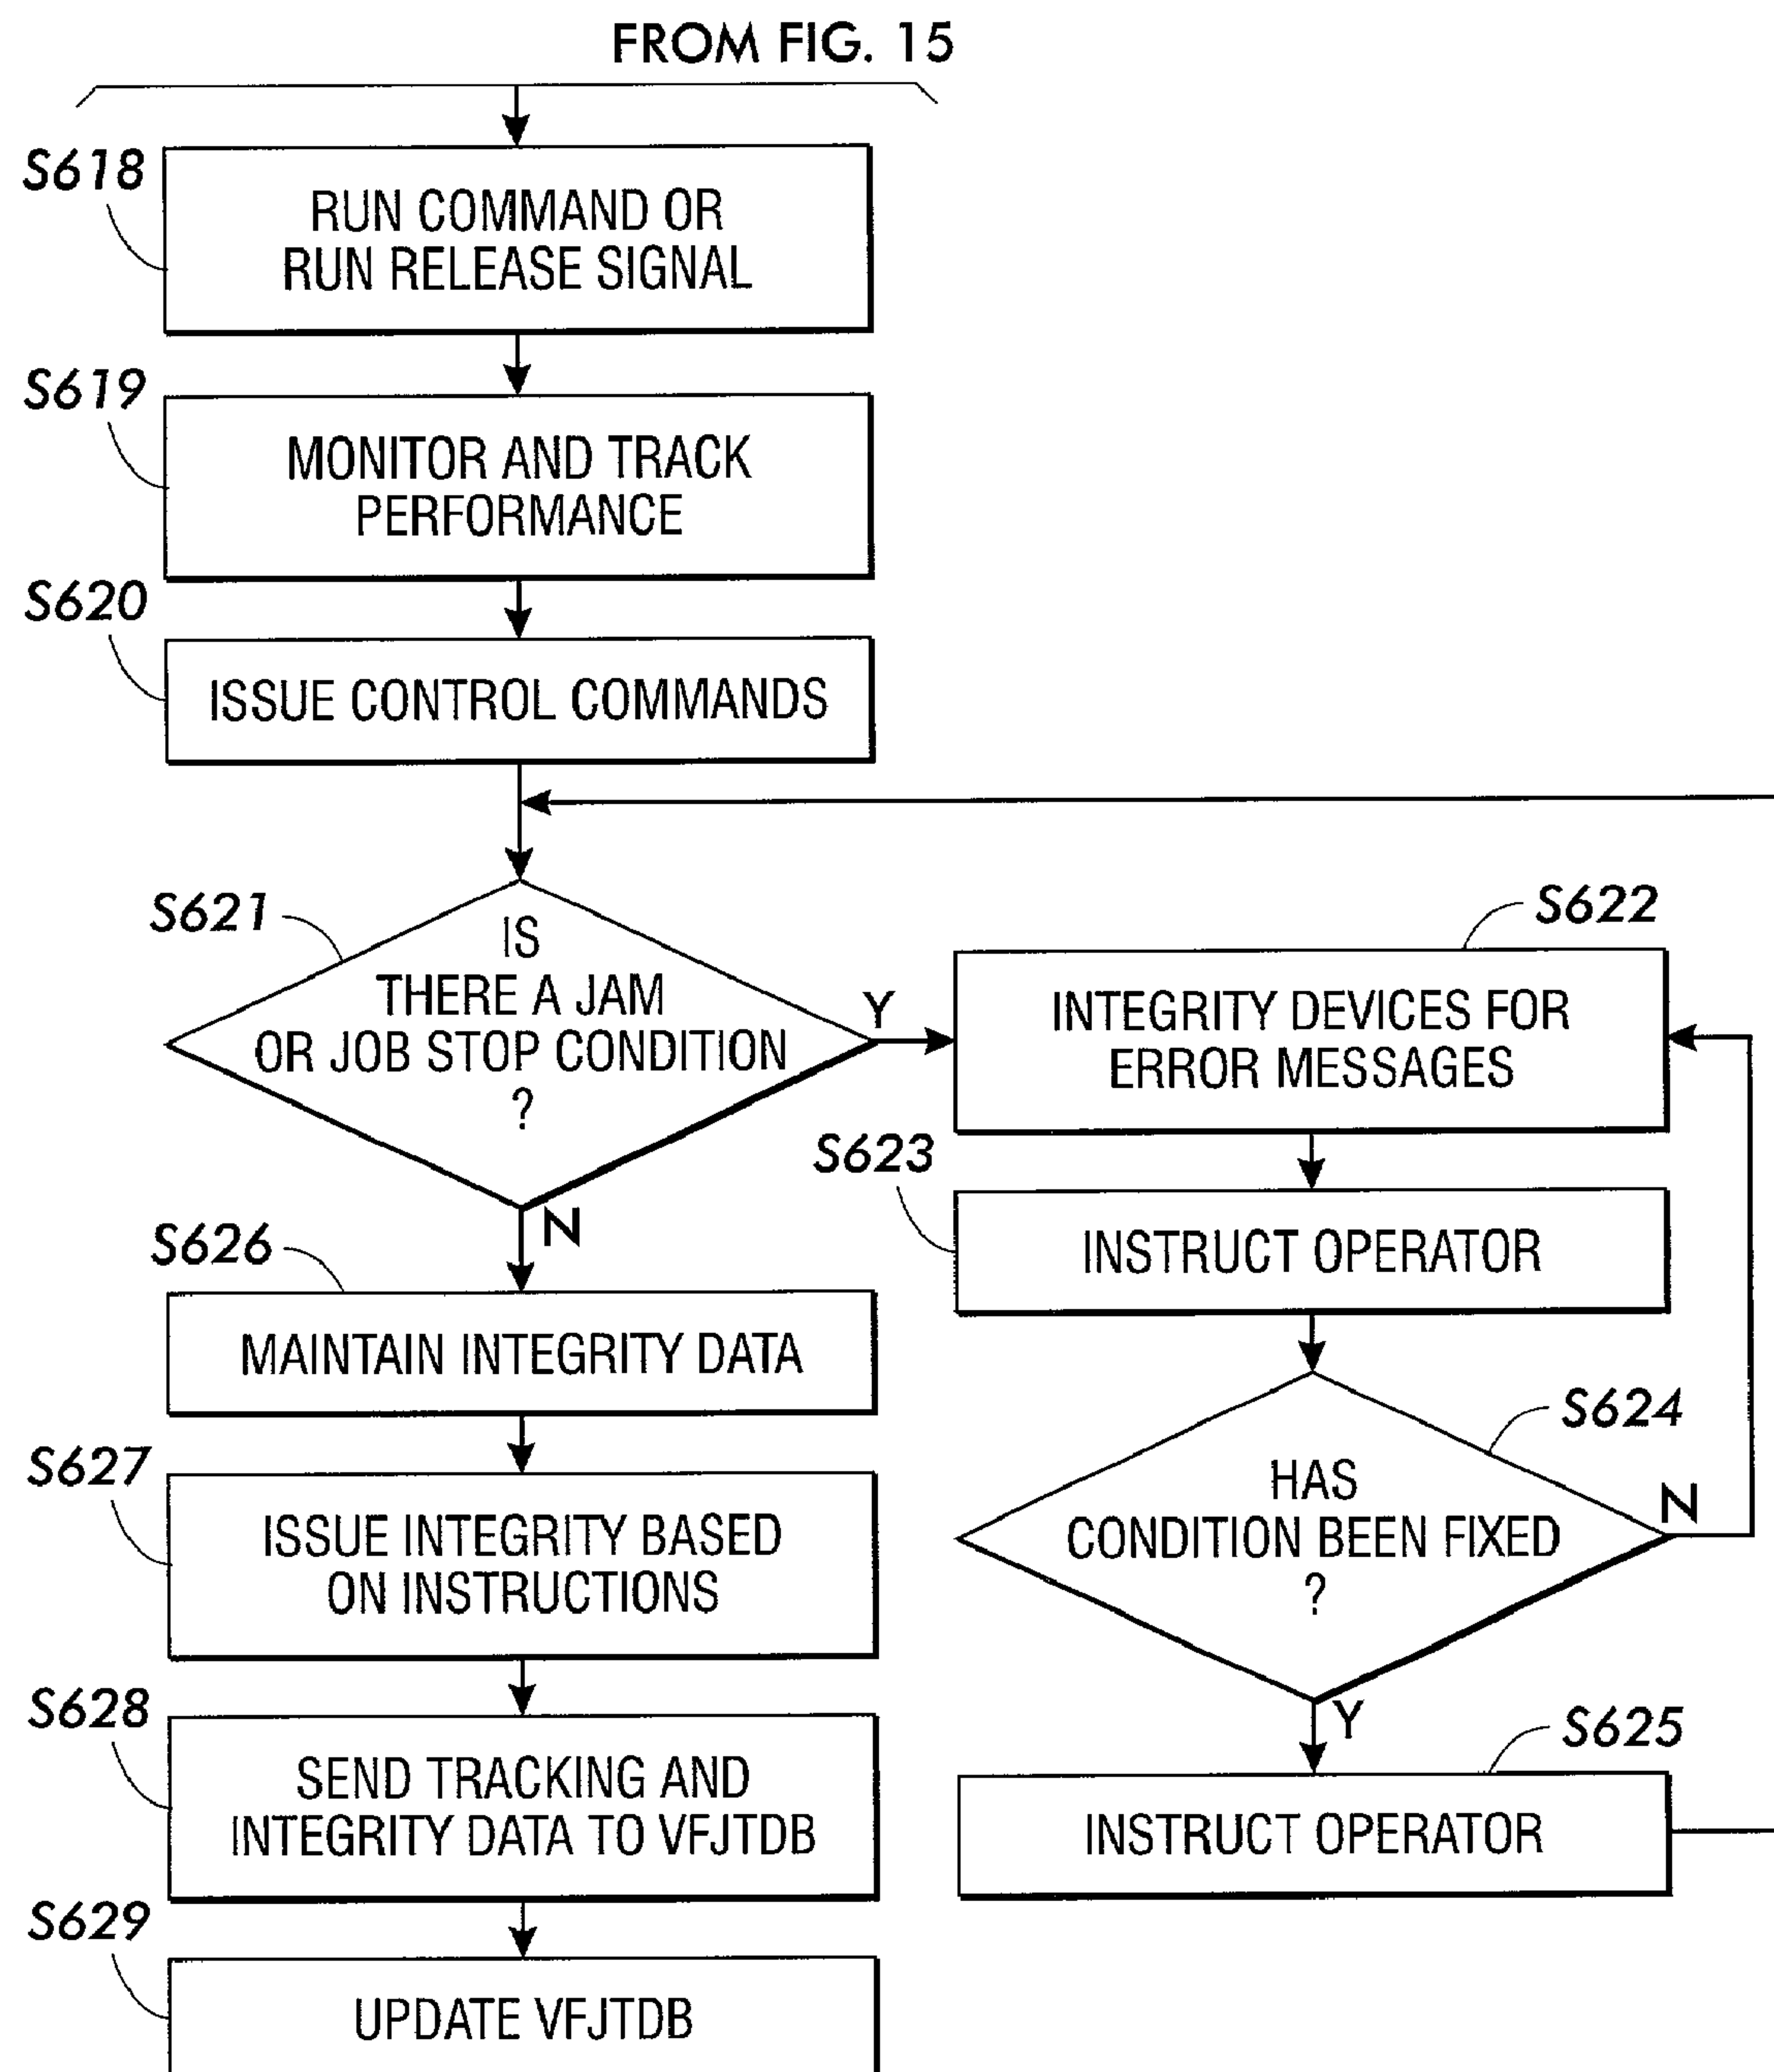 FROM FIG. 15
S618
RUN COMMAND OR
RUN RELEASE SIGNAL
S619
MONITOR AND TRACK
PERFORMANCE
S620
ISSUE CONTROL COMMANDS
S621
IS
THERE A JAM
OR JOB STOP CONDITION
?
Y
N
S622
INTEGRITY DEVICES FOR
ERROR MESSAGES
S623
INSTRUCT OPERATOR
S624
HAS
CONDITION BEEN FIXED
?
N
Y
S625
INSTRUCT OPERATOR
S626
MAINTAIN INTEGRITY DATA
S627
ISSUE INTEGRITY BASED
ON INSTRUCTIONS
S628
SEND TRACKING AND
INTEGRITY DATA TO VFJTDB
S629
UPDATE VFJTDB